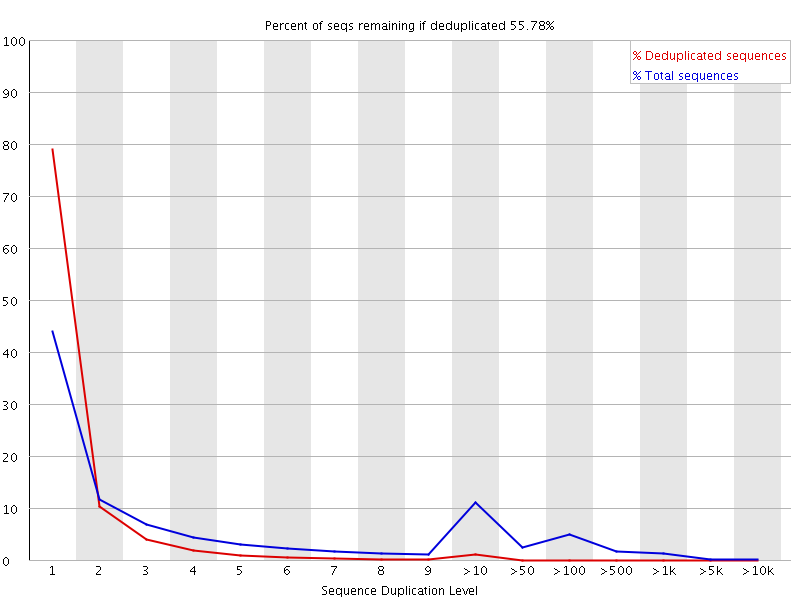 Percent of seqs remaining if deduplicated 55.78%
% Deduplicated sequences
% Total sequences
100
90
80
70
60
50
40
30
20
10
0
1 2 3 4 5 6 7 8 9 >10 >50 >100 >500 >1k >5k >10k
Sequence Duplication Level